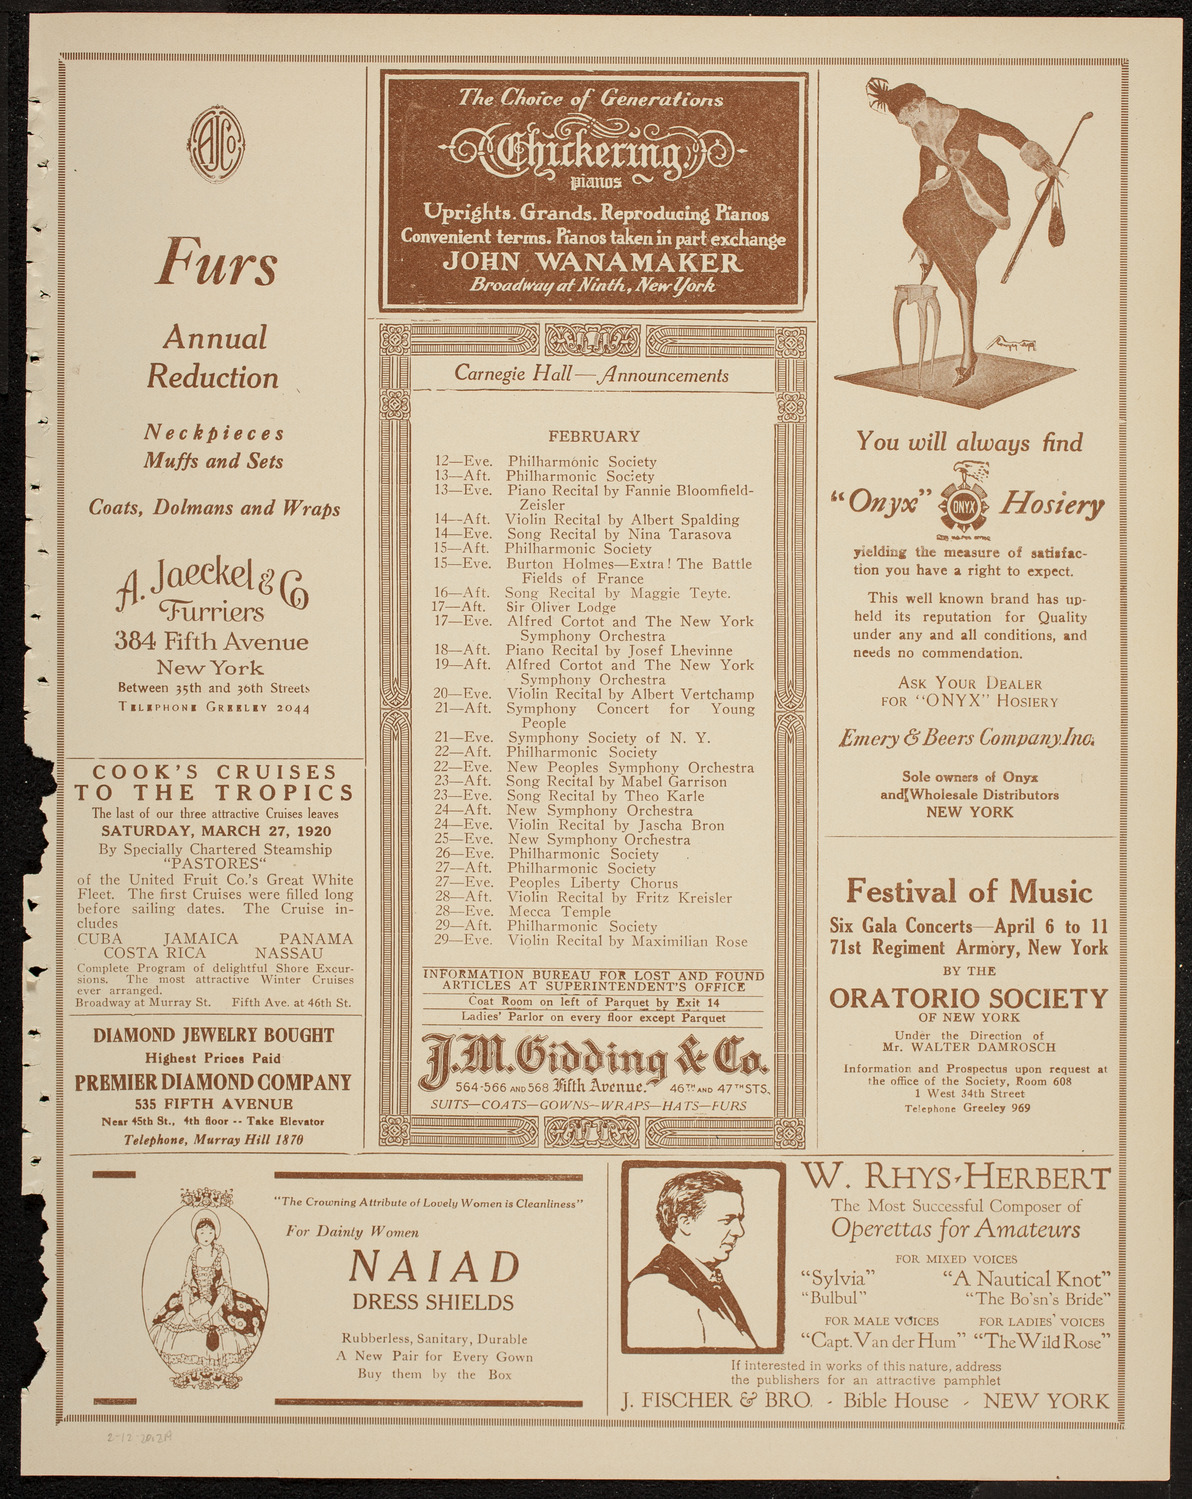 AJCo
Furs
Annual
Reduction
Neckpieces
Muffs and Sets
Coats, Dolmans and Wraps
A. Jaeckel & Co
Furriers
384 Fifth Avenue
New York
Between 35th and 36th Streets
TELEPHONE GREELEY 2044
COOK'S CRUISES
TO THE TROPICS
The last of our three attractive Cruises leaves
SATURDAY, MARCH 27, 1920
By Specially Chartered Steamship
"PASTORES"
of the United Fruit Co.'s Great White
Fleet. The first Cruises were filled long
before sailing dates. The Cruise in-
cludes
CUBA JAMAICA PANAMA
COSTA RICA NASSAU
Complete Program of delightful Shore Excur-
sions. The most attractive Winter Cruises
ever arranged.
Broadway at Murray St. Fifth Ave. at 46th St.
DIAMOND JEWELRY BOUGHT
Highest Prices Paid
PREMIER DIAMOND COMPANY
535 FIFTH AVENUE
Near 45th St., 4th floor -- Take Elevator
Telephone, Murray Hill 1870
The Choice of Generations
Chickering
pianos
Uprights. Grands. Reproducing Pianos
Convenient terms. Pianos taken in part exchange
JOHN WANAMAKER
Broadway at Ninth, New York
Carnegie Hall—Announcements
FEBRUARY
12—Eve. Philharmonic Society
13—Aft. Philharmonic Society
13—Eve. Piano Recital by Fannie Bloomfield-
Zeisler
14—Aft. Violin Recital by Albert Spalding
14—Eve. Song Recital by Nina Tarasova
15—Aft. Philharmonic Society
15—Eve. Burton Holmes—Extra! The Battle
Fields of France
16—Aft. Song Recital by Maggie Teyte.
17—Aft. Sir Oliver Lodge
17—Eve. Alfred Cortot and The New York
Symphony Orchestra
18—Aft. Piano Recital by Josef Lhevinne
19—Aft. Alfred Cortot and The New York
Symphony Orchestra
20—Eve. Violin Recital by Albert Vertchamp
21—Aft. Symphony Concert for Young
People
21—Eve. Symphony Society of N. Y.
22—Aft. Philharmonic Society
22—Eve. New Peoples Symphony Orchestra
23—Aft. Song Recital by Mabel Garrison
23—Eve. Song Recital by Theo Karle
24—Aft. New Symphony Orchestra
24—Eve. Violin Recital by Jascha Bron
25—Eve. New Symphony Orchestra
26—Eve. Philharmonic Society
27—Aft. Philharmonic Society
27—Eve. Peoples Liberty Chorus
28—Aft. Violin Recital by Fritz Kreisler
28—Eve. Mecca Temple
29—Aft. Philharmonic Society
29—Eve. Violin Recital by Maximilian Rose
INFORMATION BUREAU FOR LOST AND FOUND
ARTICLES AT SUPERINTENDENT'S OFFICE
Coat Room on left of Parquet by Exit 14
Ladies' Parlor on every floor except Parquet
J.M. Gidding & Co.
564-566 AND 568 Fifth Avenue. 46TH AND 47TH STS.
SUITS—COATS—GOWNS—WRAPS—HATS—FURS
You will always find
"Onyx" ONYX Hosiery
yielding the measure of satisfac-
tion you have a right to expect.
This well known brand has up-
held its reputation for Quality
under any and all conditions, and
needs no commendation.
ASK YOUR DEALER
FOR "ONYX" HOSIERY
Emery & Beers Company, Inc.
Sole owners of Onyx
and Wholesale Distributors
NEW YORK
Festival of Music
Six Gala Concerts—April 6 to 11
71st Regiment Armory, New York
BY THE
ORATORIO SOCIETY
OF NEW YORK
Under the Direction of
Mr. WALTER DAMROSCH
Information and Prospectus upon request at
the office of the Society, Room 608
1 West 34th Street
Telephone Greeley 969
"The Crowning Attribute of Lovely Women is Cleanliness"
For Dainty Women
NAIAD
DRESS SHIELDS
Rubberless, Sanitary, Durable
A New Pair for Every Gown
Buy them by the Box
W. RHYS-HERBERT
The Most Successful Composer of
Operettas for Amateurs
FOR MIXED VOICES
"Sylvia" "A Nautical Knot"
"Bulbul" "The Bo'sn's Bride"
FOR MALE VOICES FOR LADIES' VOICES
"Capt. Van der Hum" "The Wild Rose"
If interested in works of this nature, address
the publishers for an attractive pamphlet
J. FISCHER & BRO. - Bible House - NEW YORK